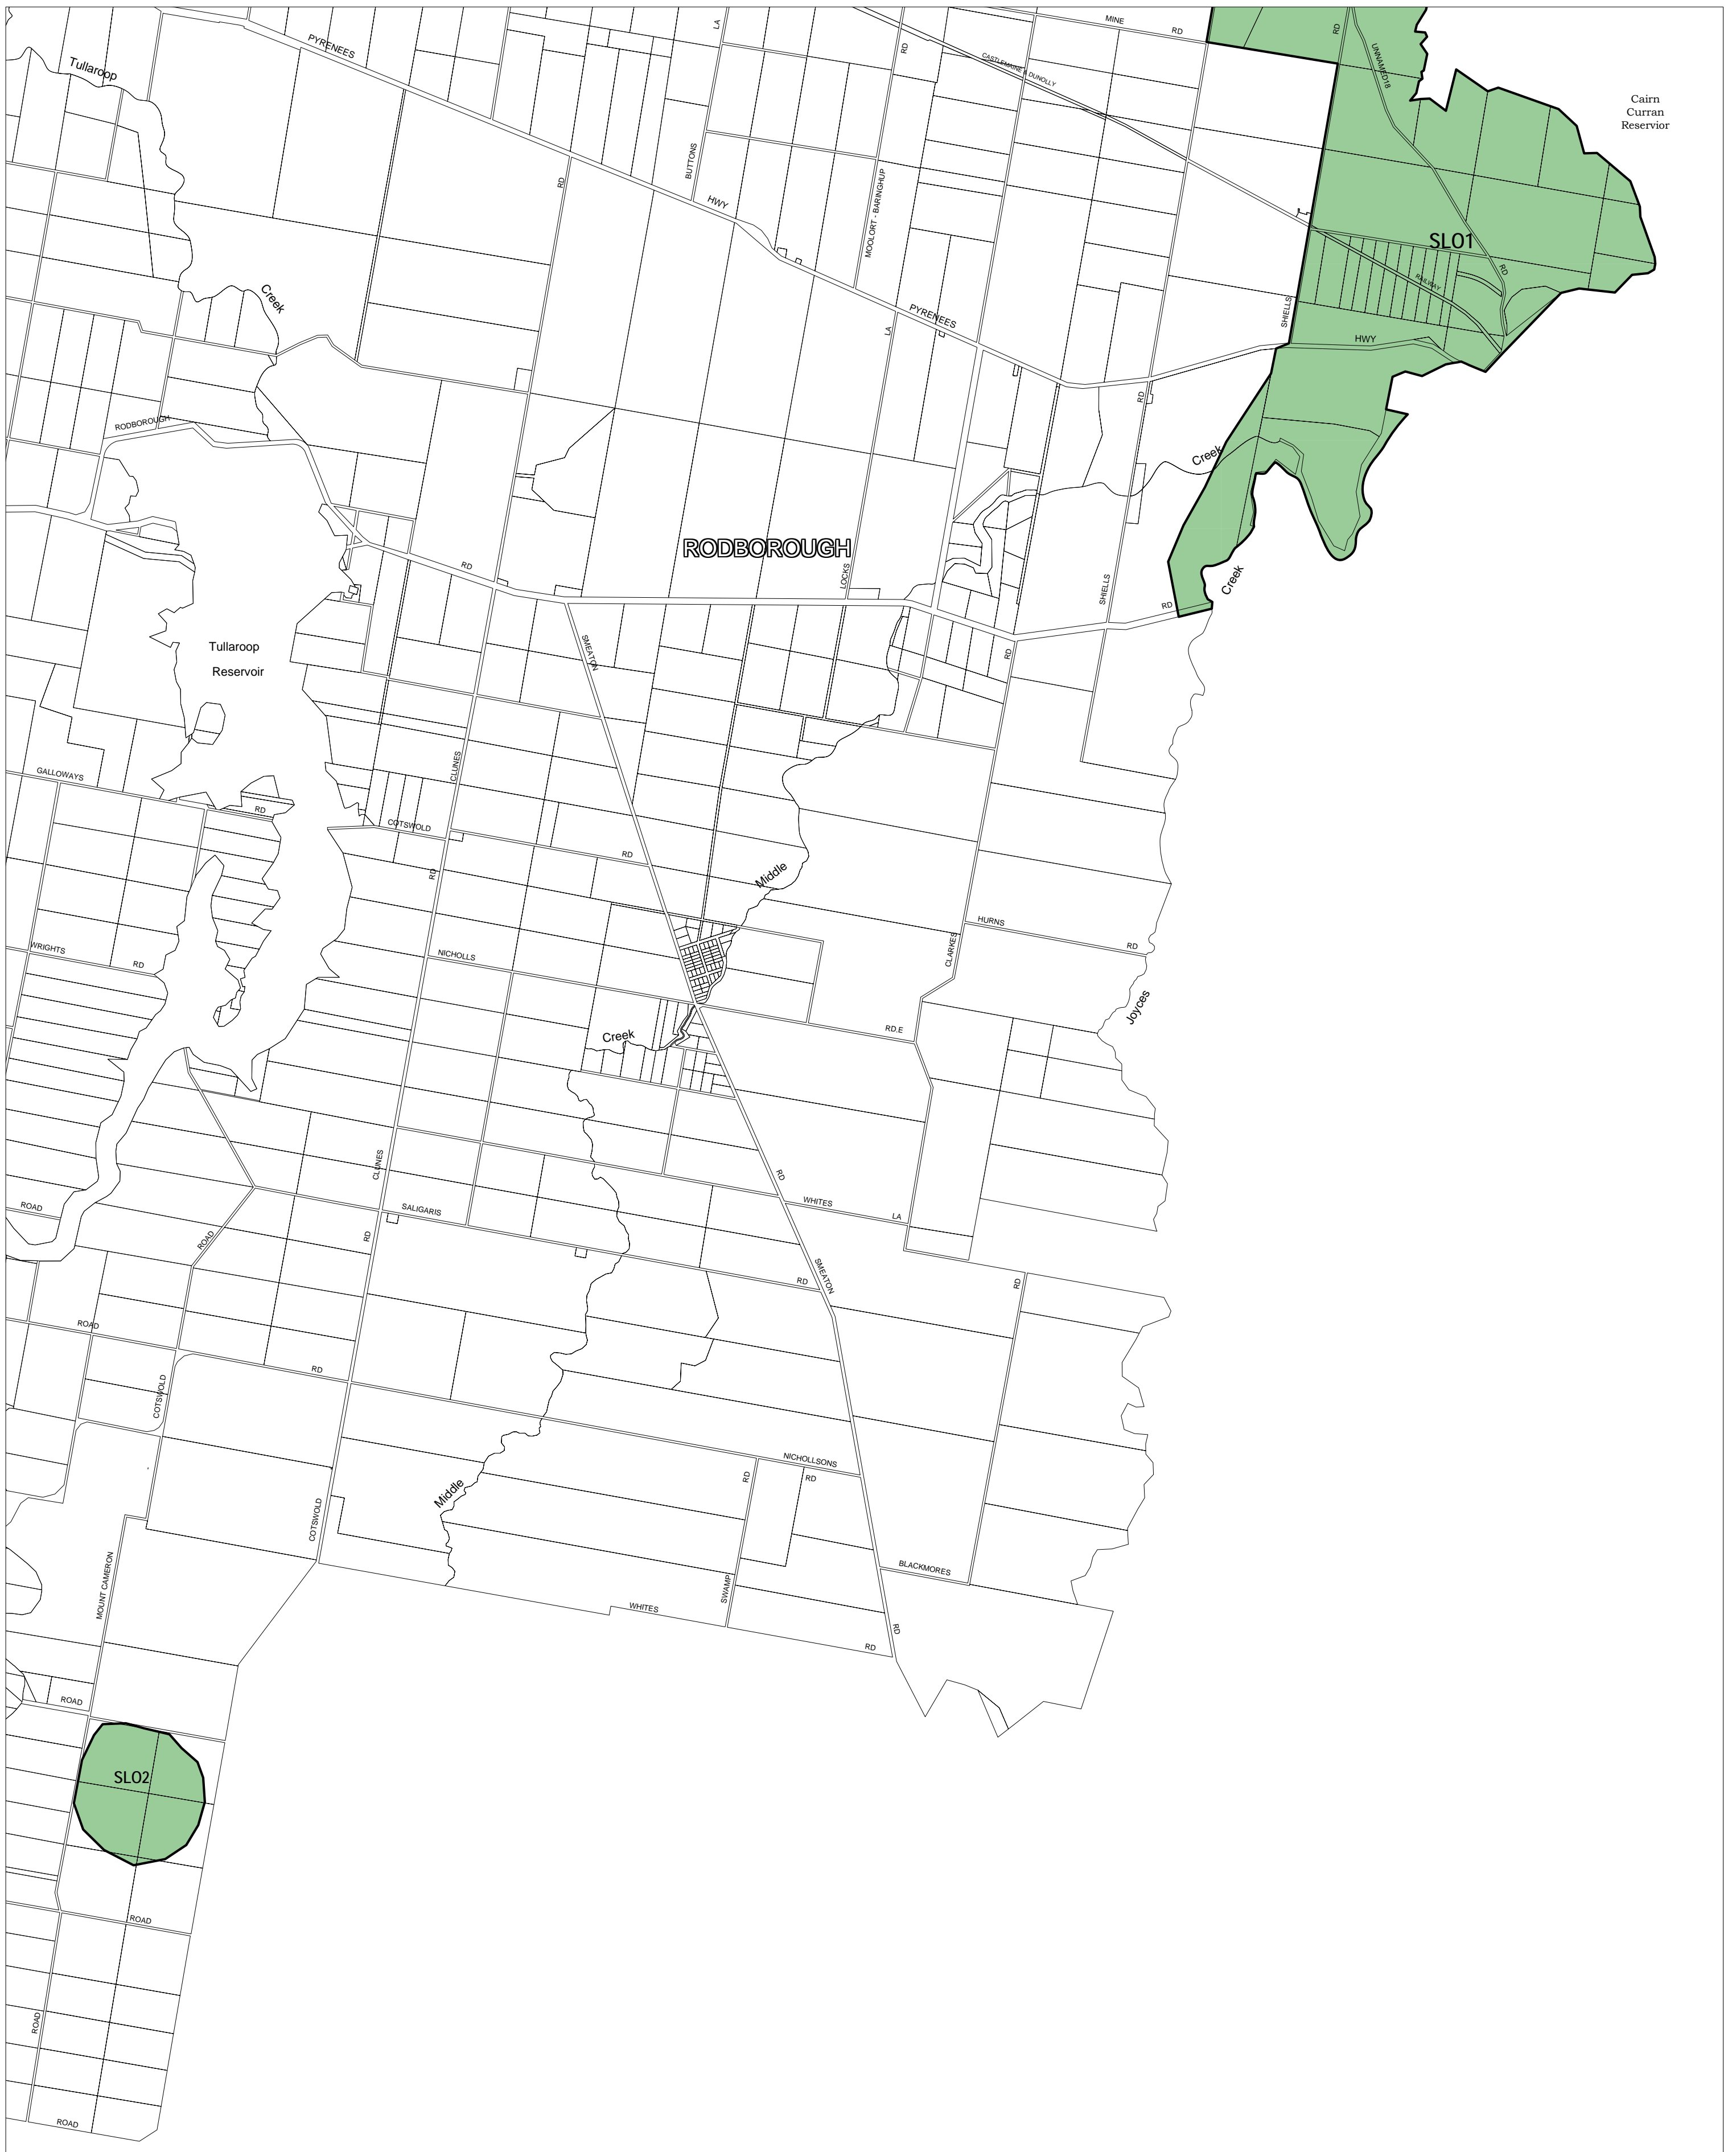 MINE
RD
LA
RD
RD
PYRENEES
UNNAMED18
CASTLEMAINE & DUNOLLY
Tullaroop
Cairn
Curran
Reservior
BUTTONS
RD
MOOLORT - BARINGHUP
HWY
SLO1
RD
RAILWAY
Creek
SHIELLS
PYRENEES
LA
HWY
RD
RODBOROUGH
Creek
RODBOROUGH
RD
LOCKS
SHIELLS
Creek
RD
SMEATON
Tullaroop
Reservoir
RD
CLUNES
GALLOWAYS
RD
COTSWOLD
RD
RD
Middle
HURNS
RD
CLARKES
WRIGHTS
RD
NICHOLLS
Joyces
RD.E
Creek
CLUNES
RD
WHITES
LA
ROAD
SALIGARIS
RD
ROAD
SMEATON
RD
RD
ROAD
RD
COTSWOLD
NICHOLLSONS
RD
RD
Middle
COTSWOLD
MOUNT CAMERON
BLACKMORES
SWAMP
WHITES
RD
RD
ROAD
SLO2
ROAD
ROAD
ROAD